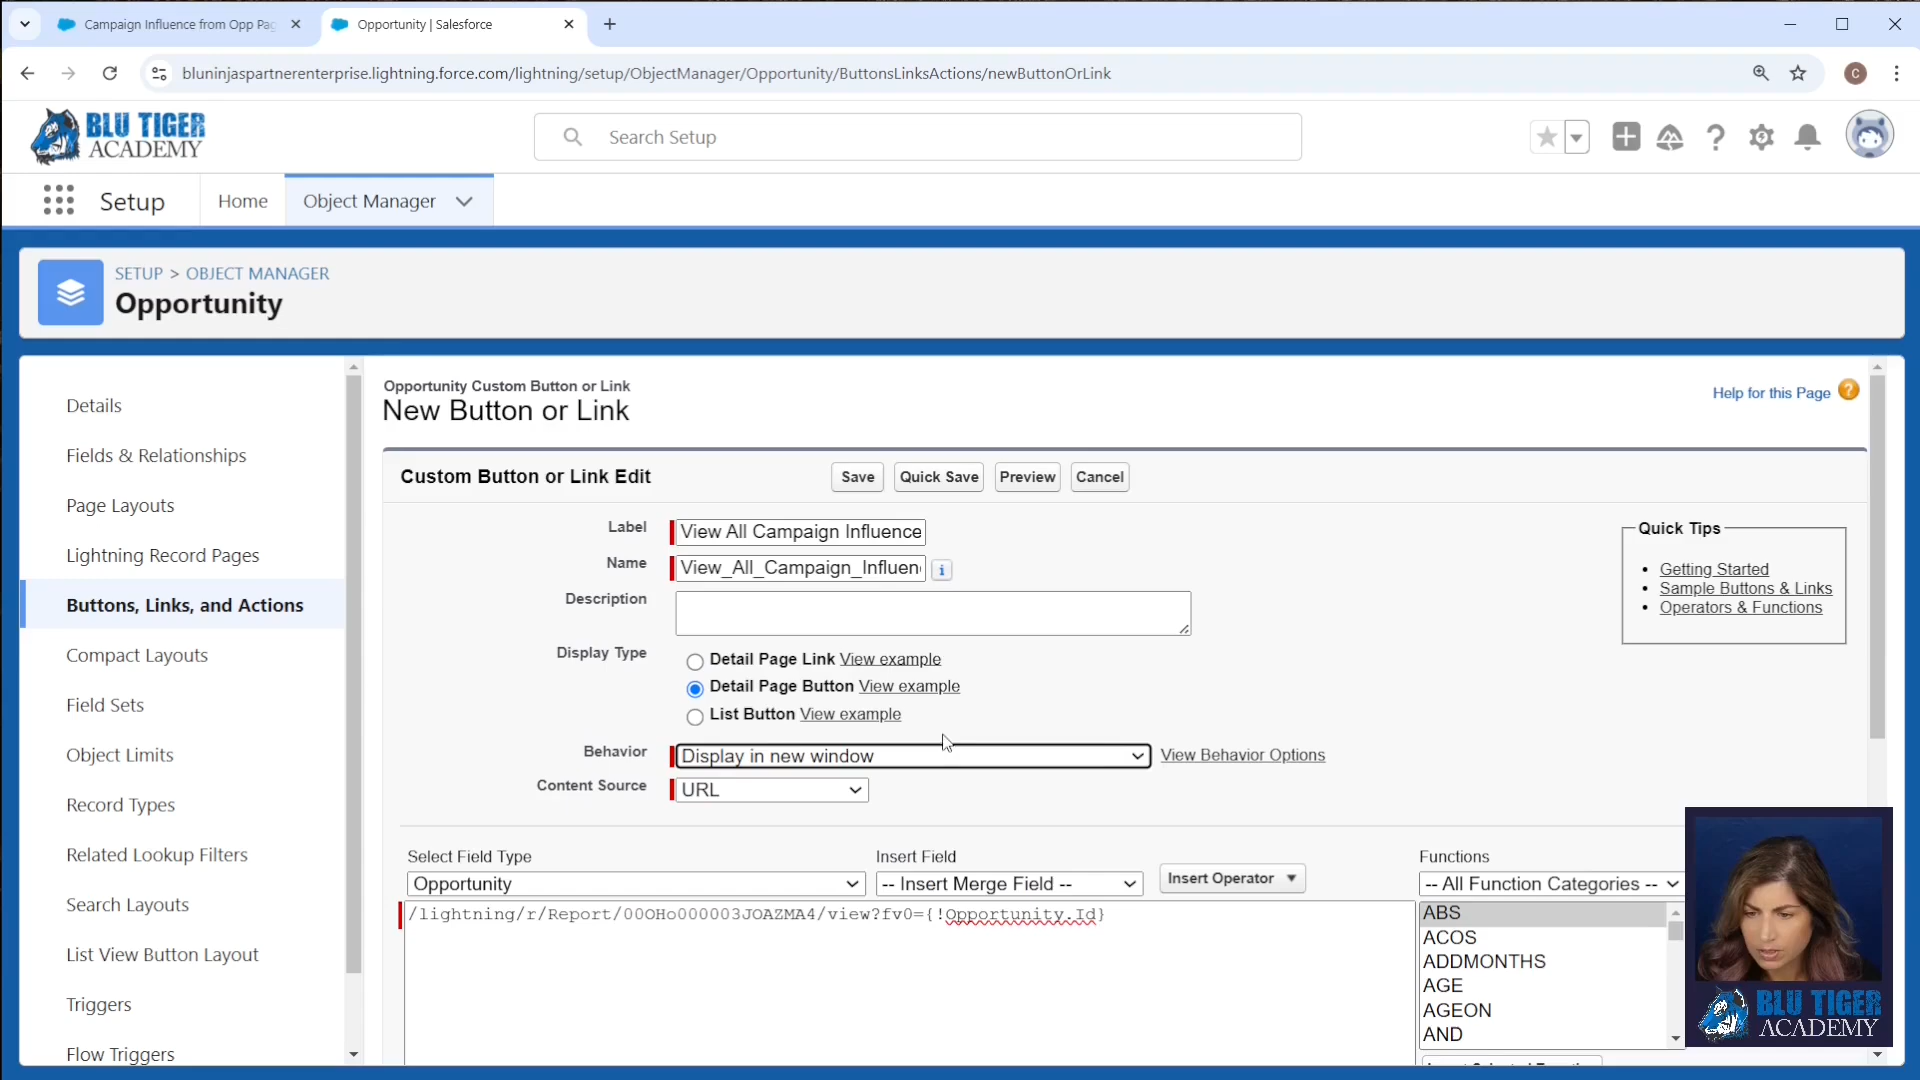 Campaign Influence from Opp Pag
Opportunity | Salesforce
bluninjaspartnerenterprise.lightning.force.com/lightning/setup/ObjectManager/Opportunity/ButtonsLinksActions/newButtonOrLink
C
BLU TIGER
ACADEMY
Search Setup
Setup
Home
Object Manager
SETUP > OBJECT MANAGER
Opportunity
Details
Fields & Relationships
Page Layouts
Lightning Record Pages
Buttons, Links, and Actions
Compact Layouts
Field Sets
Object Limits
Record Types
Related Lookup Filters
Search Layouts
List View Button Layout
Triggers
Flow Triggers
Opportunity Custom Button or Link
New Button or Link
Help for this Page
Custom Button or Link Edit
Save
Quick Save
Preview
Cancel
Label
View All Campaign Influence
Name
View_All_Campaign_Influen
Description
Display Type
Detail Page Link View example
Detail Page Button View example
List Button View example
Behavior
Display in new window
View Behavior Options
Content Source
URL
Quick Tips
Getting Started
Sample Buttons & Links
Operators & Functions
Select Field Type
Opportunity
Insert Field
-- Insert Merge Field --
Insert Operator
Functions
-- All Function Categories --
/lightning/r/Report/00OHo000003JOAZMA4/view?fv0={!Opportunity.Id}
ABS
ACOS
ADDMONTHS
AGE
AGEON
AND
BLU TIGER
ACADEMY